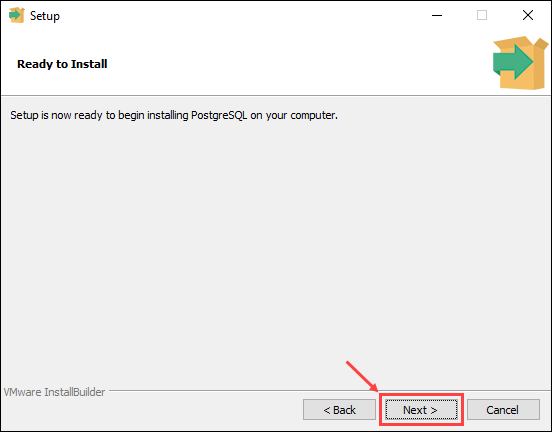 Setup
Ready to Install
Setup is now ready to begin installing PostgreSQL on your computer.
VMware InstallBuilder
< Back
Next >
Cancel